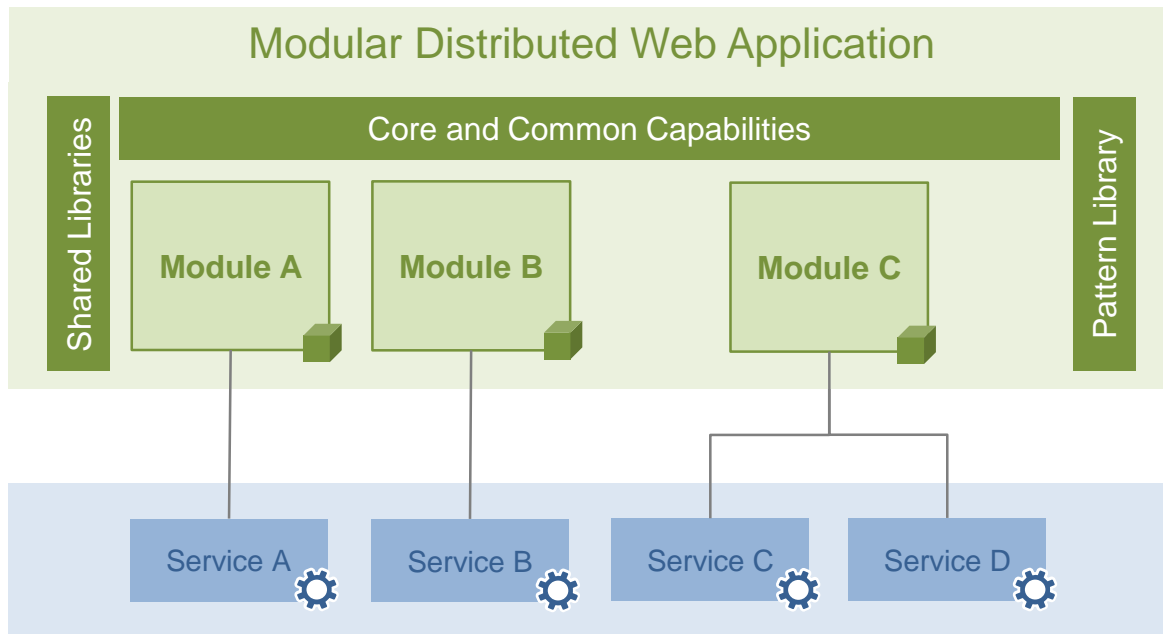 Modular Distributed Web Application
Shared Libraries
Core and Common Capabilities
Pattern Library
Module A
Module B
Module C
Service A
Service B
Service C
Service D